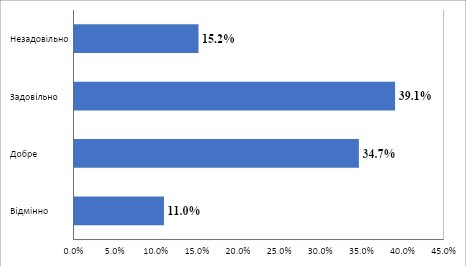 Незадовільно 15.2%
Задовільно 39.1%
Добре 34.7%
Відмінно 11.0%
0.0% 5.0% 10.0% 15.0% 20.0% 25.0% 30.0% 35.0% 40.0% 45.0%